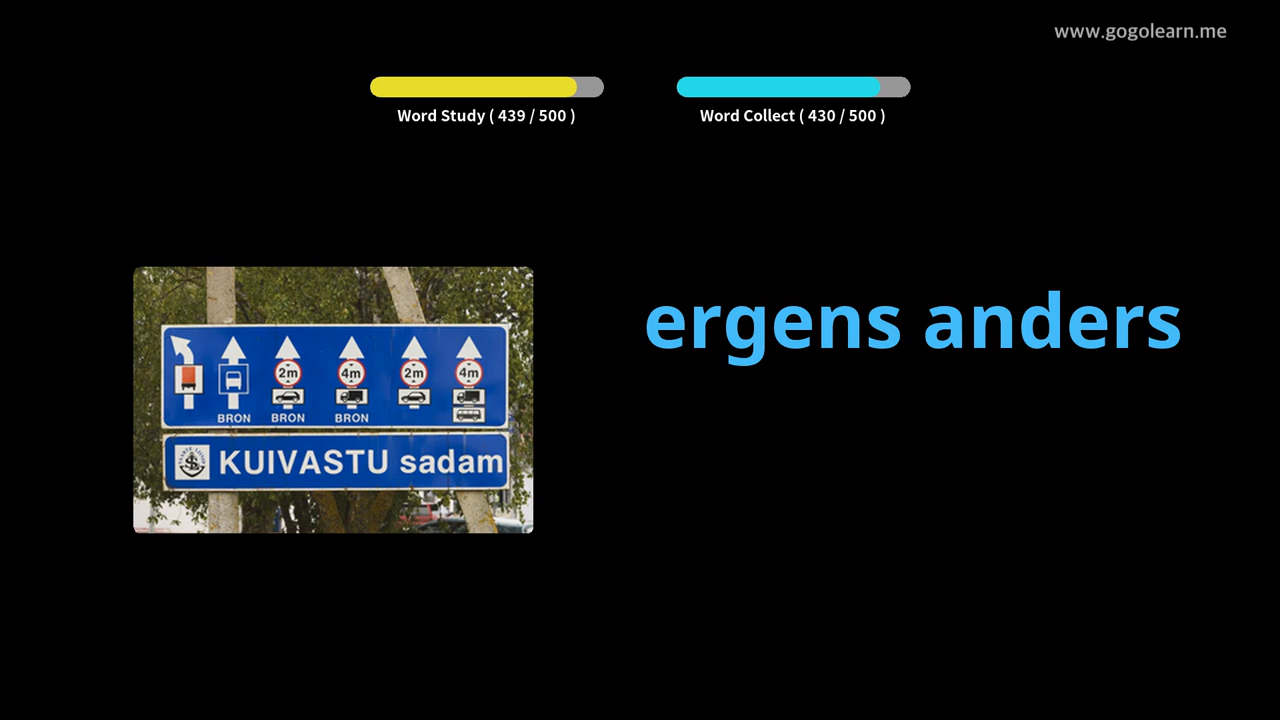 www.gogolearn.me
Word Study ( 439 / 500 )
Word Collect ( 430 / 500 )
ergens anders
2m
4m
2m
4m
BRON
BRON
BRON
KUIVASTU sadam